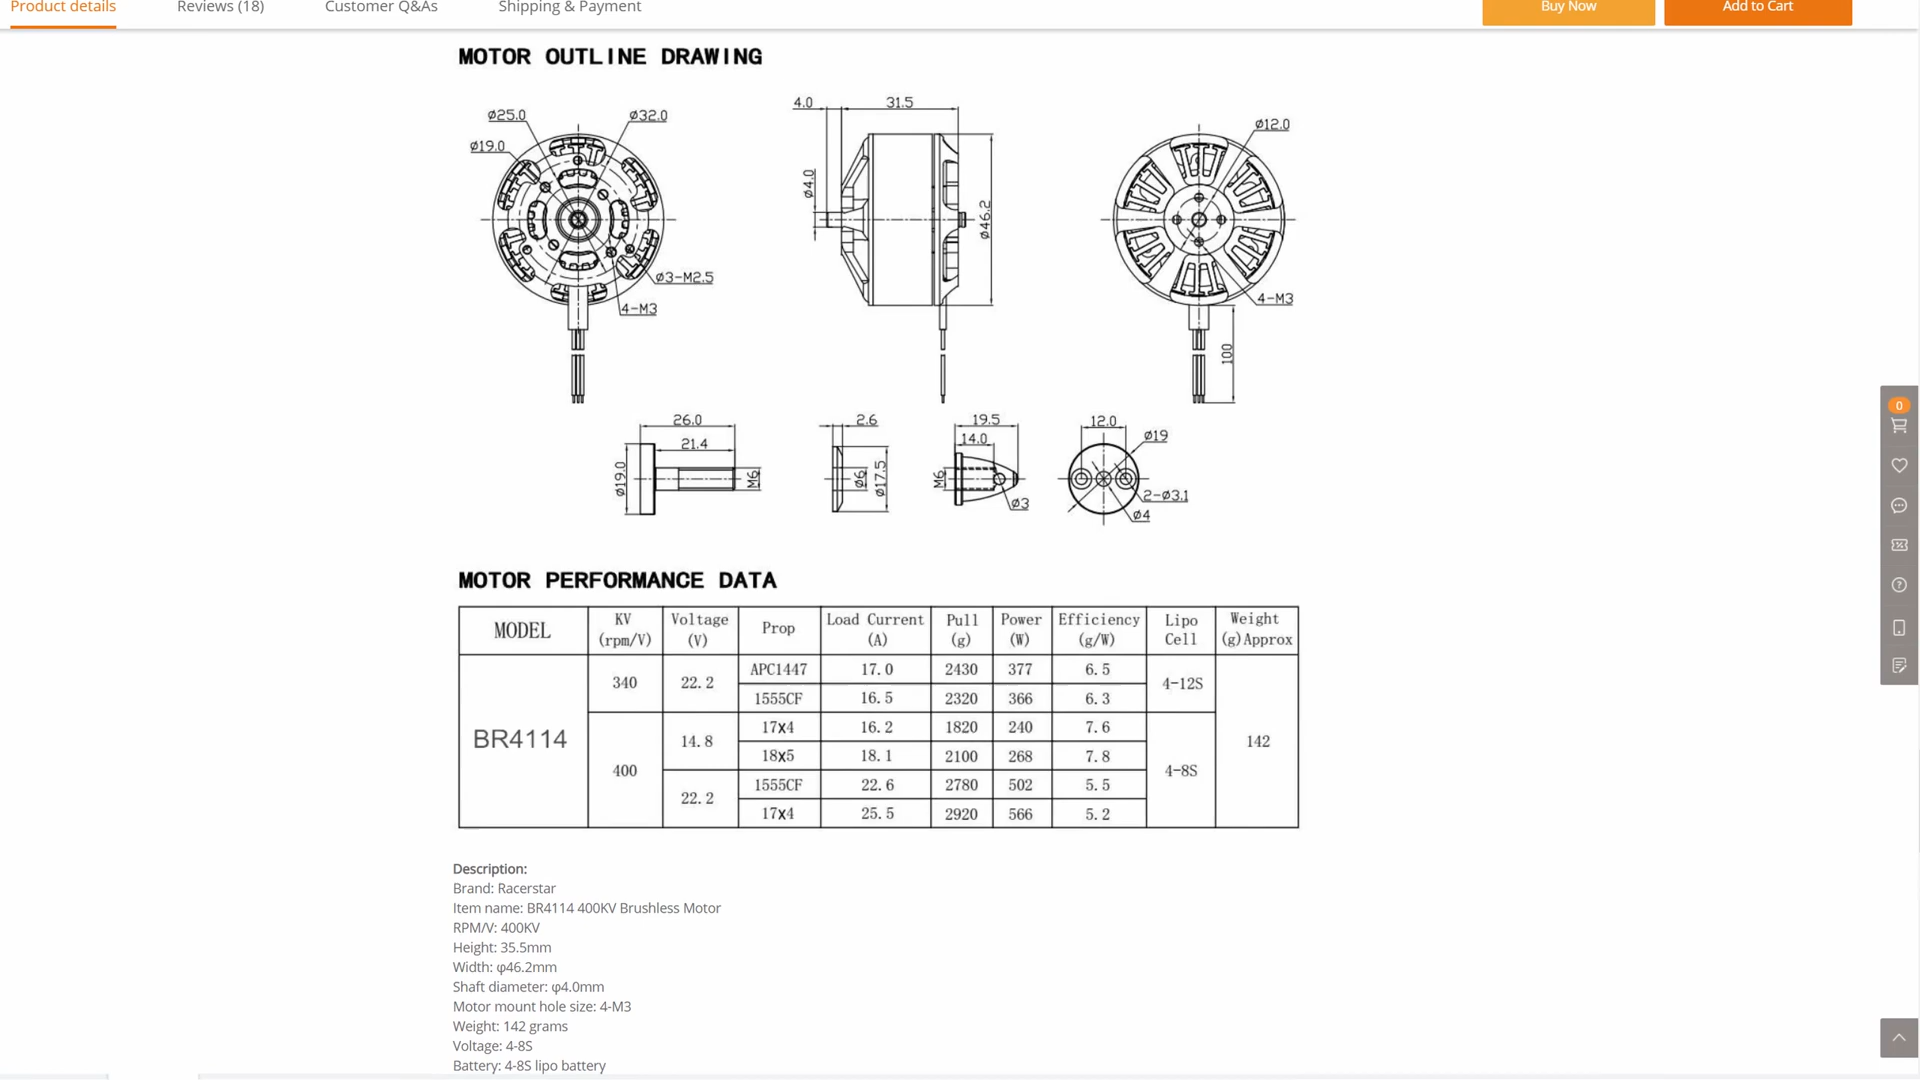 Product details
Reviews (18)
Customer Q&As
Shipping & Payment
Buy Now
Add to Cart
MOTOR OUTLINE DRAWING
ø25.0
ø32.0
ø19.0
ø3-M2.5
4-M3
4.0
31.5
ø4.0
ø46.2
ø12.0
4-M3
100
26.0
21.4
ø19.0
M6
2.6
ø6
ø17.5
19.5
14.0
M6
ø3
12.0
ø19
2-ø3.1
ø4
0
MOTOR PERFORMANCE DATA
MODEL KV (rpm/V) Voltage (V) Prop Load Current (A) Pull (g) Power (W) Efficiency (g/W) Lipo Cell Weight (g)Approx
BR4114 340 22.2 APC1447 17.0 2430 377 6.5 4-12S 142
1555CF 16.5 2320 366 6.3
400 14.8 17x4 16.2 1820 240 7.6 4-8S
18x5 18.1 2100 268 7.8
22.2 1555CF 22.6 2780 502 5.5
17x4 25.5 2920 566 5.2
Description:
Brand: Racerstar
Item name: BR4114 400KV Brushless Motor
RPM/V: 400KV
Height: 35.5mm
Width: φ46.2mm
Shaft diameter: φ4.0mm
Motor mount hole size: 4-M3
Weight: 142 grams
Voltage: 4-8S
Battery: 4-8S lipo battery